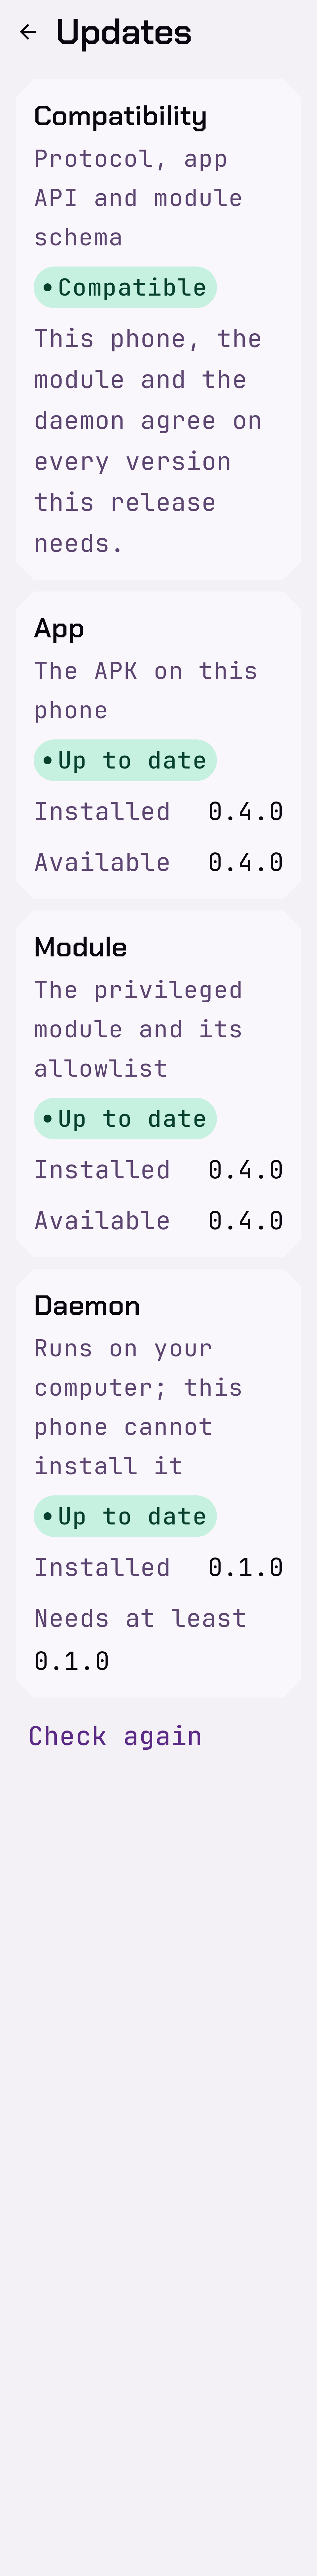 Updates
Compatibility
Protocol, app
API and module
schema
Compatible
This phone, the
module and the
daemon agree on
every version
this release
needs.
App
The APK on this
phone
Up to date
Installed 0.4.0
Available 0.4.0
Module
The privileged
module and its
allowlist
Up to date
Installed 0.4.0
Available 0.4.0
Daemon
Runs on your
computer; this
phone cannot
install it
Up to date
Installed 0.1.0
Needs at least
0.1.0
Check again